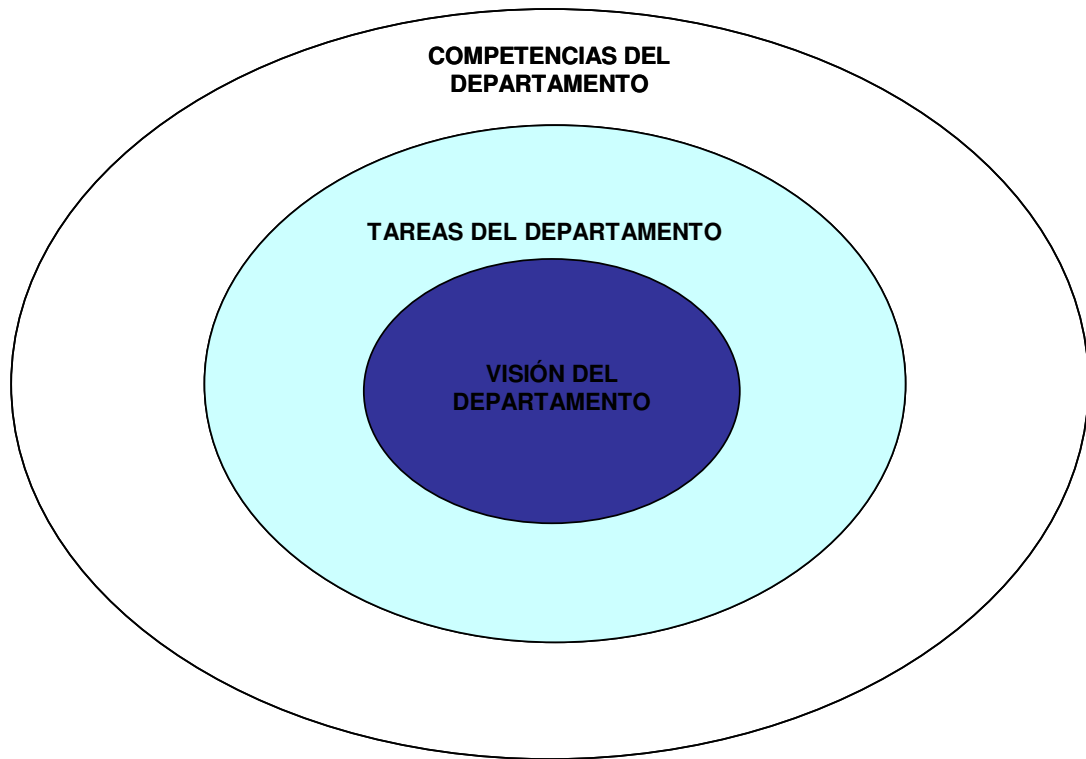 COMPETENCIAS DEL
DEPARTAMENTO
TAREAS DEL DEPARTAMENTO
VISIÓN DEL
DEPARTAMENTO